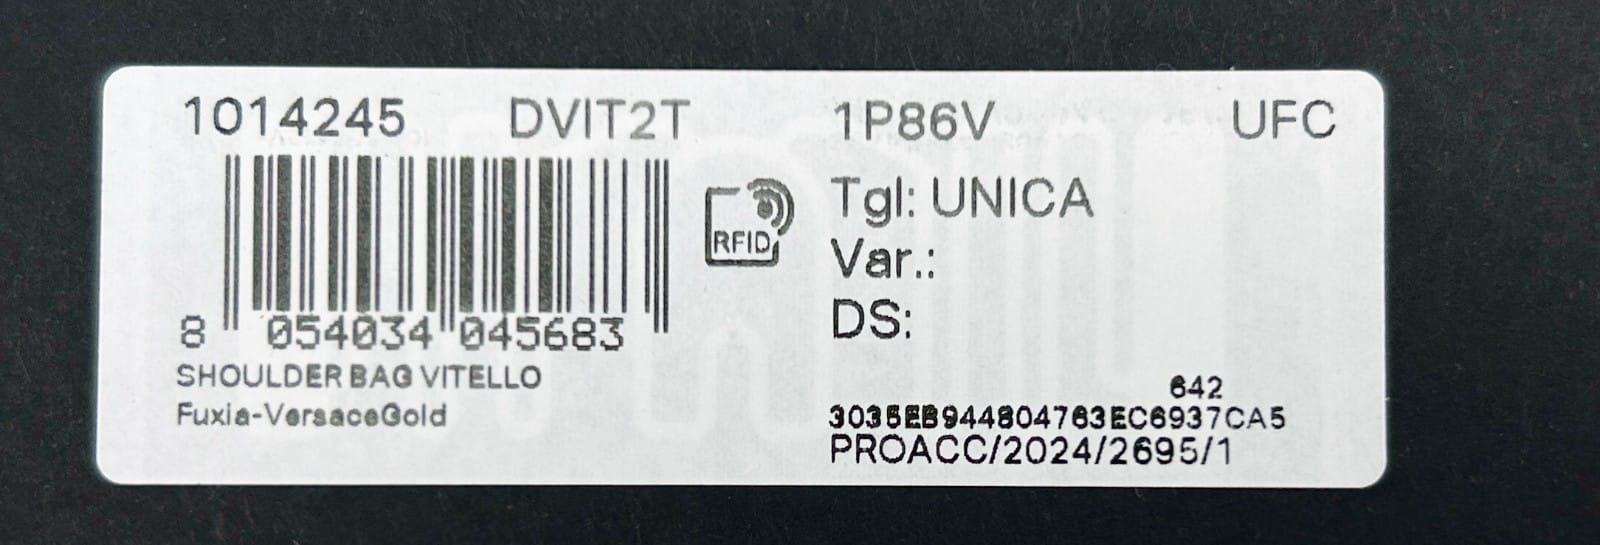 1014245 DVIT2T 1P86V UFC
RFID
Tgl: UNICA
Var.:
DS:
8 054034 045683
SHOULDER BAG VITELLO
Fuxia-VersaceGold
642
3035EB944804763EC6937CA5
PROACC/2024/2695/1